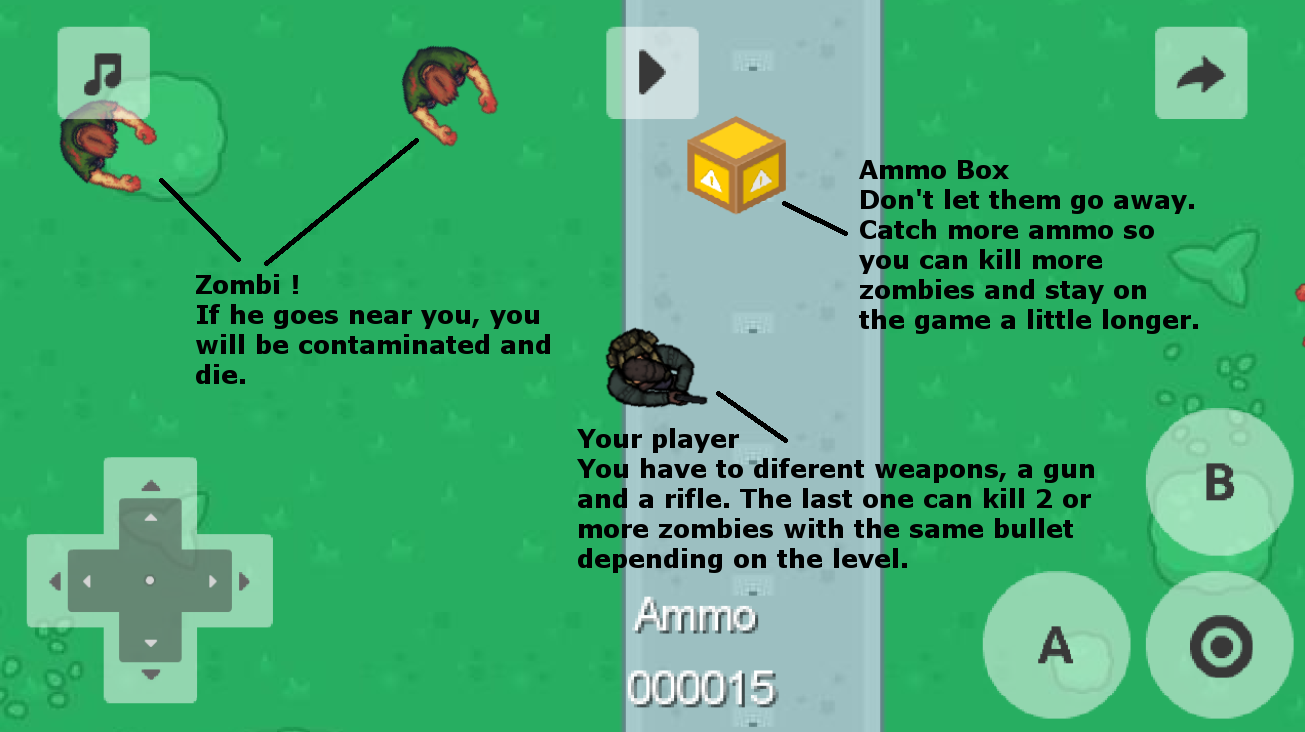 Ammo Box
Don't let them go away.
Catch more ammo so
you can kill more
zombies and stay on
the game a little longer.
Zombi !
If he goes near you, you
will be contaminated and
die.
Your player
You have to diferent weapons, a gun
and a rifle. The last one can kill 2 or
more zombies with the same bullet
depending on the level.
B
A
Ammo
000015